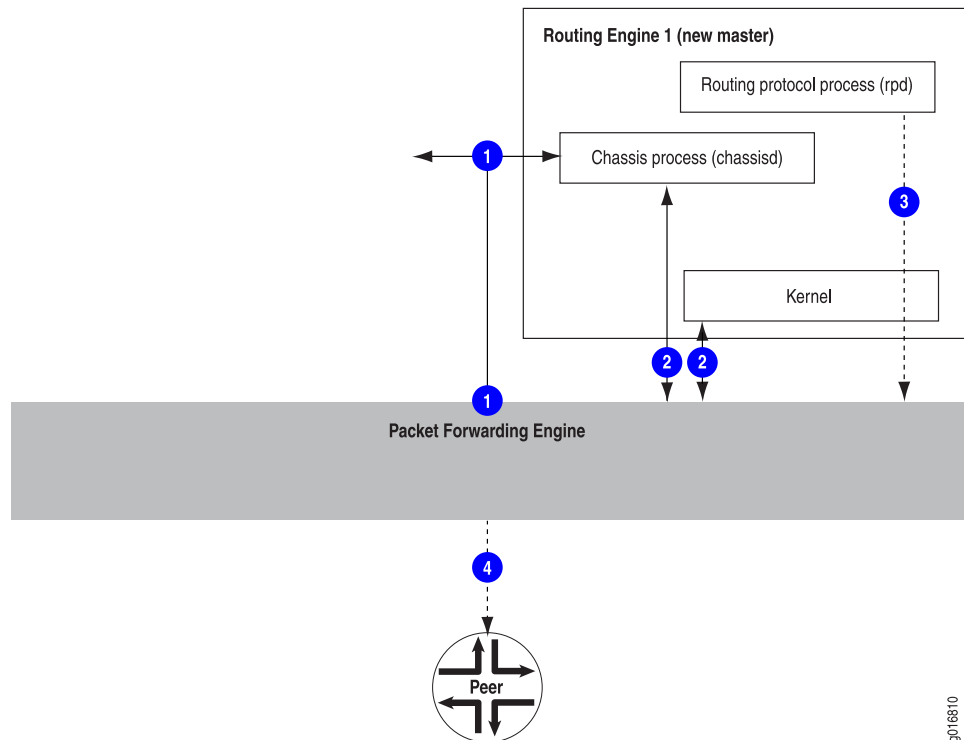 Routing Engine 1 (new master)
Routing protocol process (rpd)
1
Chassis process (chassisd)
3
Kernel
2
2
1
Packet Forwarding Engine
4
Peer
g016810